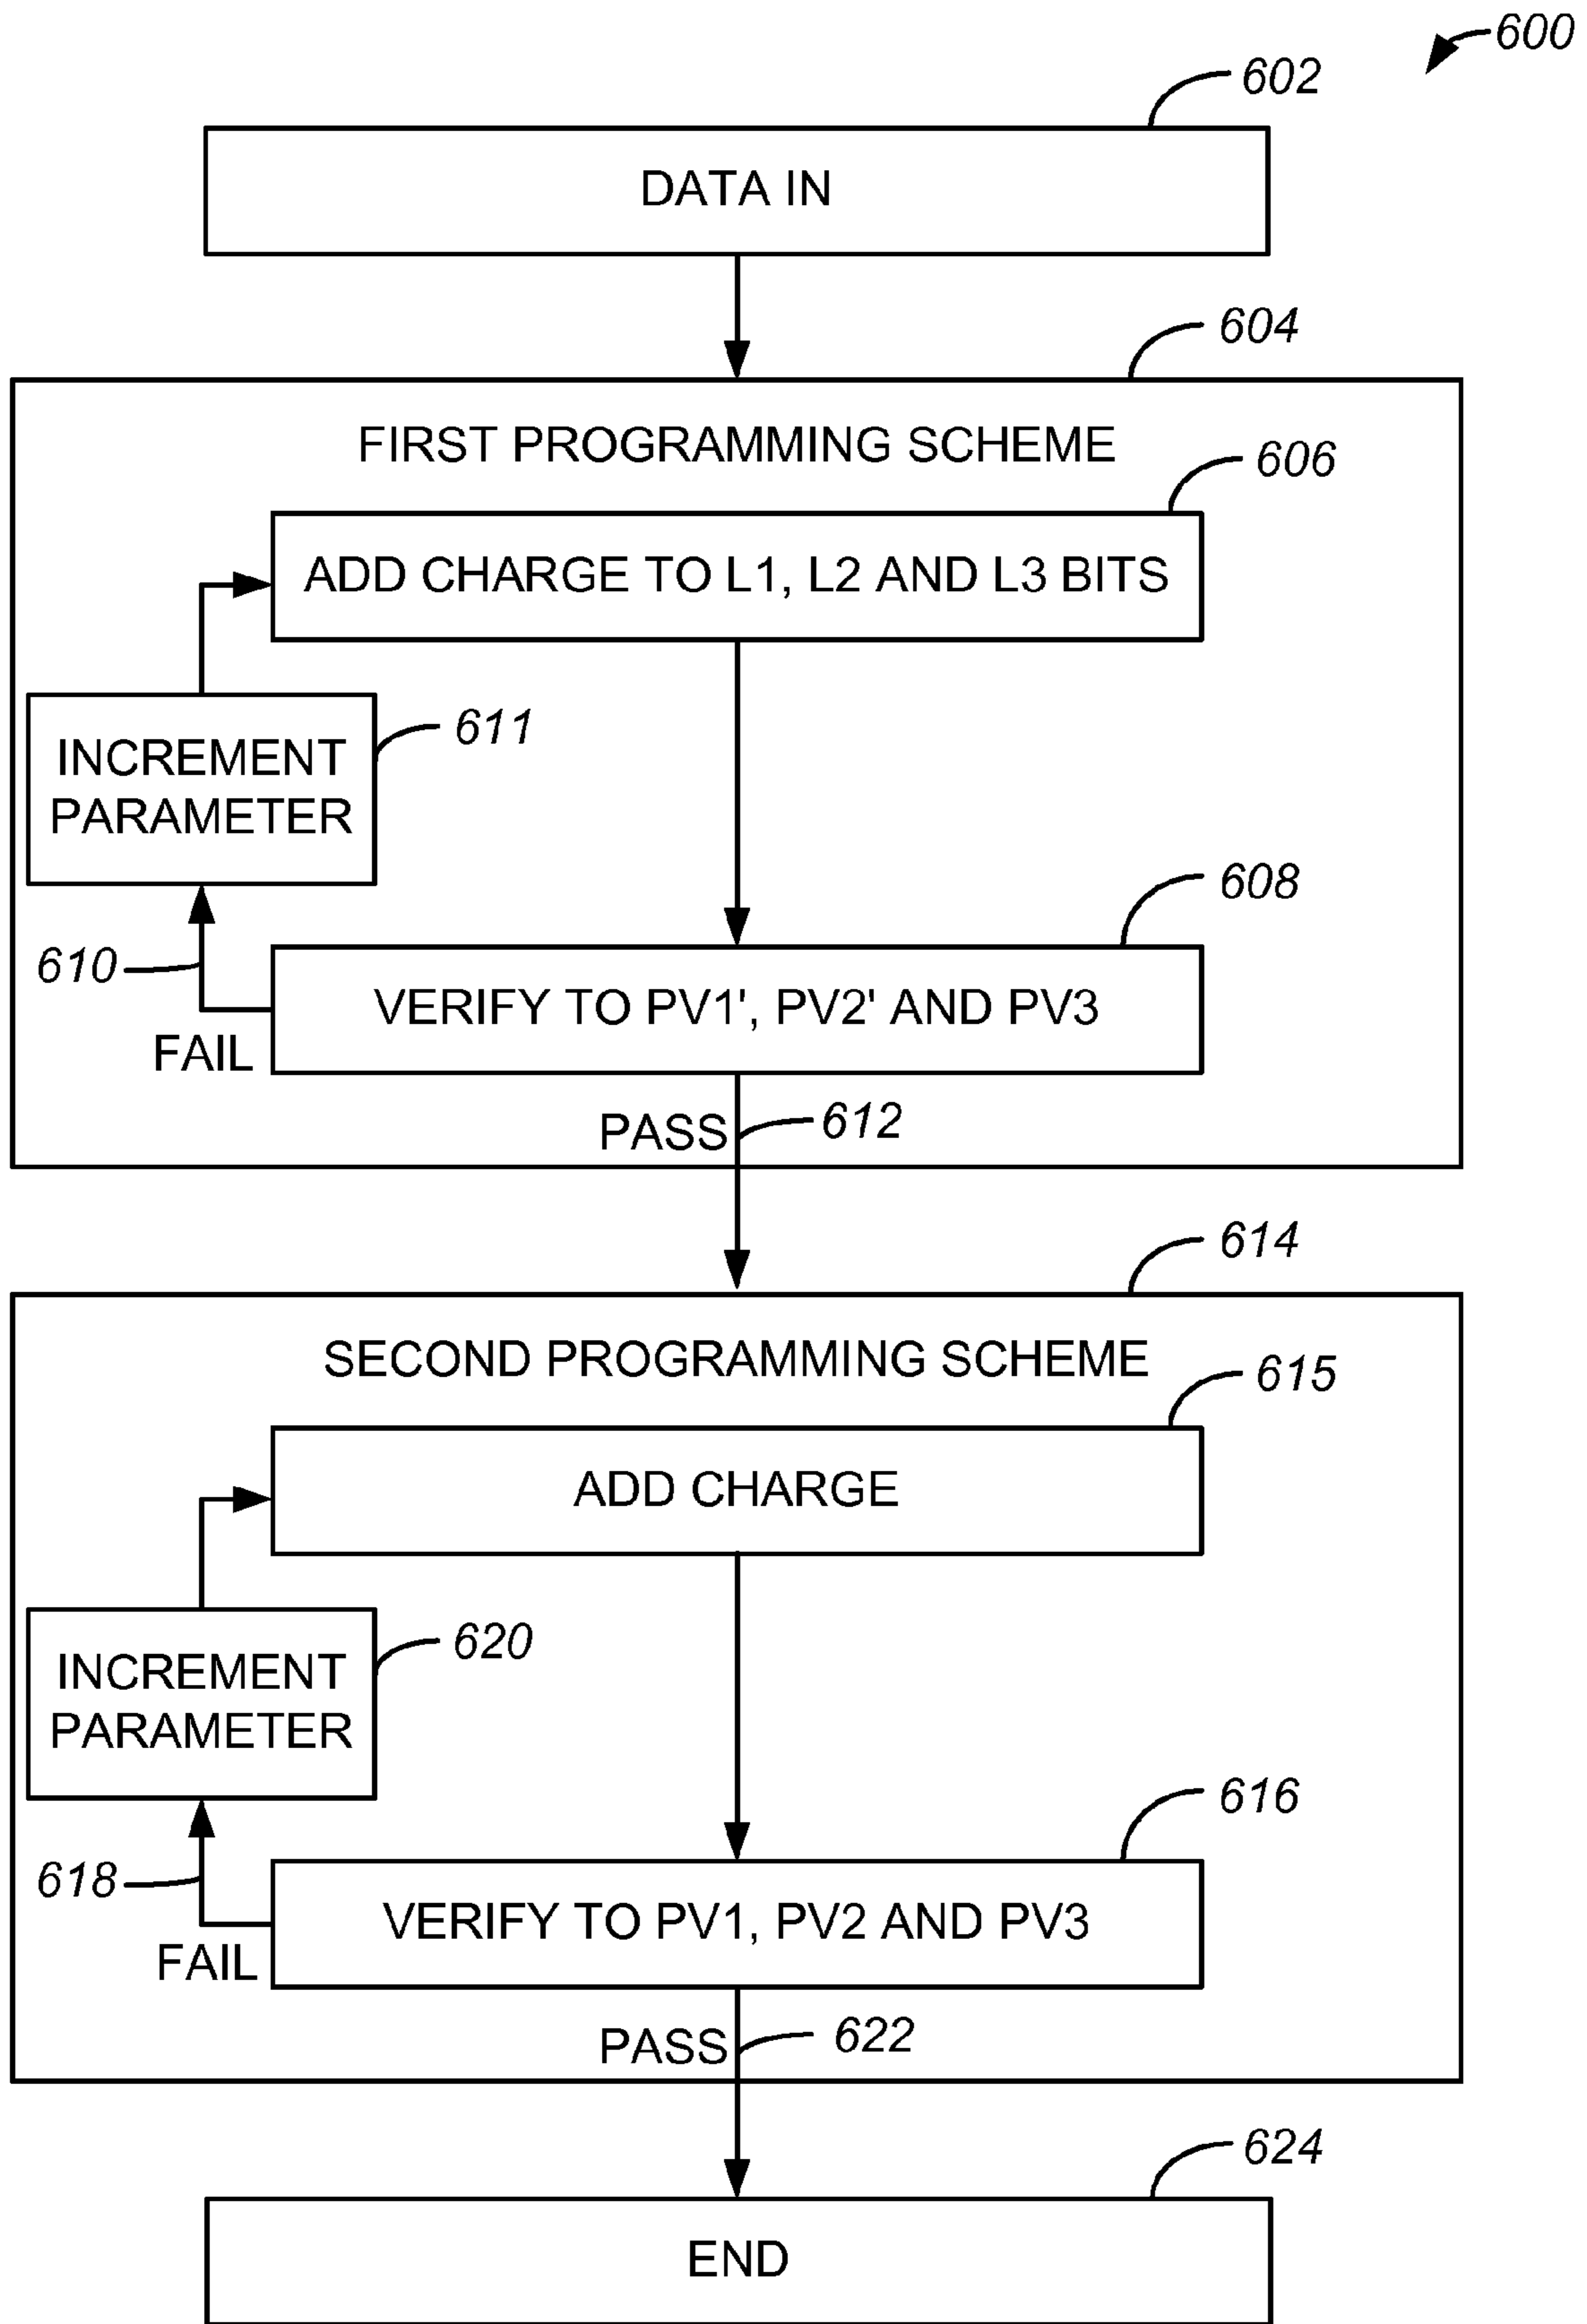 600
602
DATA IN
604
FIRST PROGRAMMING SCHEME
606
ADD CHARGE TO L1, L2 AND L3 BITS
611
INCREMENT
PARAMETER
608
610
VERIFY TO PV1', PV2' AND PV3
FAIL
PASS
612
614
SECOND PROGRAMMING SCHEME
615
ADD CHARGE
620
INCREMENT
PARAMETER
616
618
VERIFY TO PV1, PV2 AND PV3
FAIL
PASS
622
624
END